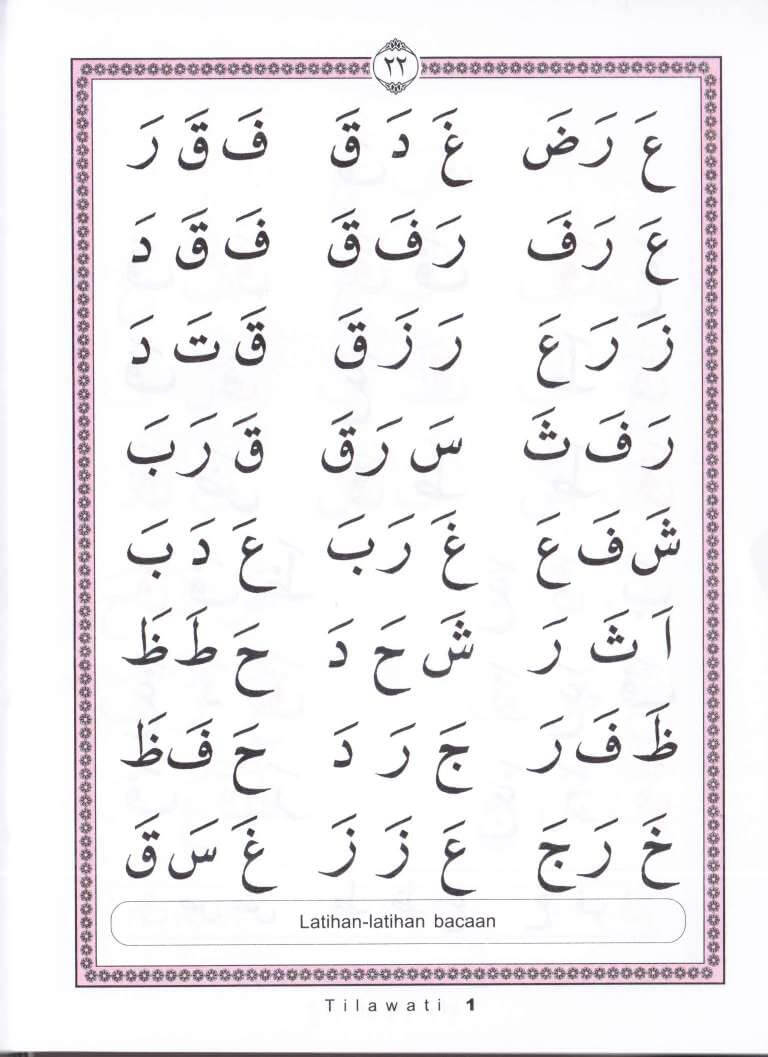 ٢٢
عَ رَ ضَ غَ دَ قَ فَ قَ رَ
عَ رَ فَ رَ فَ قَ فَ قَ دَ
زَ رَ عَ رَ زَ قَ قَ تَ دَ
رَ فَ ثَ سَ رَ قَ قَ رَ بَ
شَ فَ عَ غَ رَ بَ عَ دَ بَ
اَ ثَ رَ شَ حَ دَ حَ طَ ظَ
ظَ فَ رَ جَ رَ دَ حَ فَ ظَ
خَ رَ جَ عَ زَ زَ غَ سَ قَ
Latihan-latihan bacaan
Tilawati 1